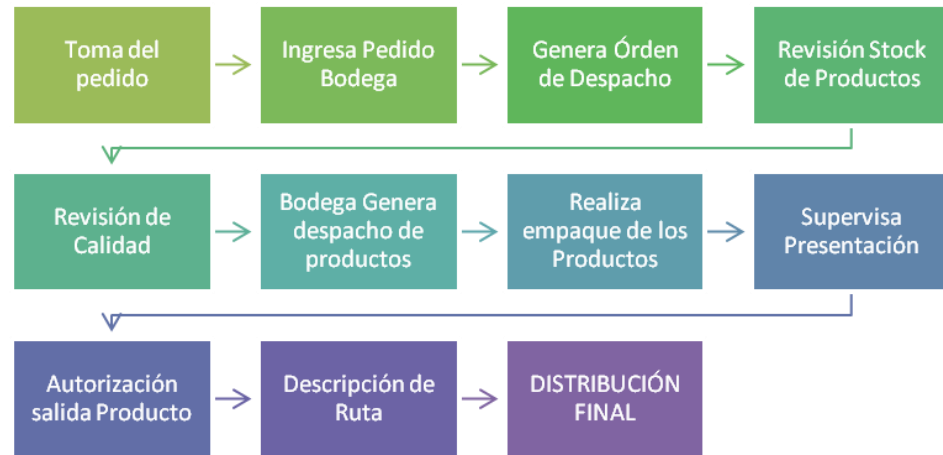 Toma del
pedido
Ingresa Pedido
Bodega
Genera Órden
de Despacho
Revisión Stock
de Productos
Revisión de
Calidad
Bodega Genera
despacho de
productos
Realiza
empaque de los
Productos
Supervisa
Presentación
Autorización
salida Producto
Descripción de
Ruta
DISTRIBUCIÓN
FINAL